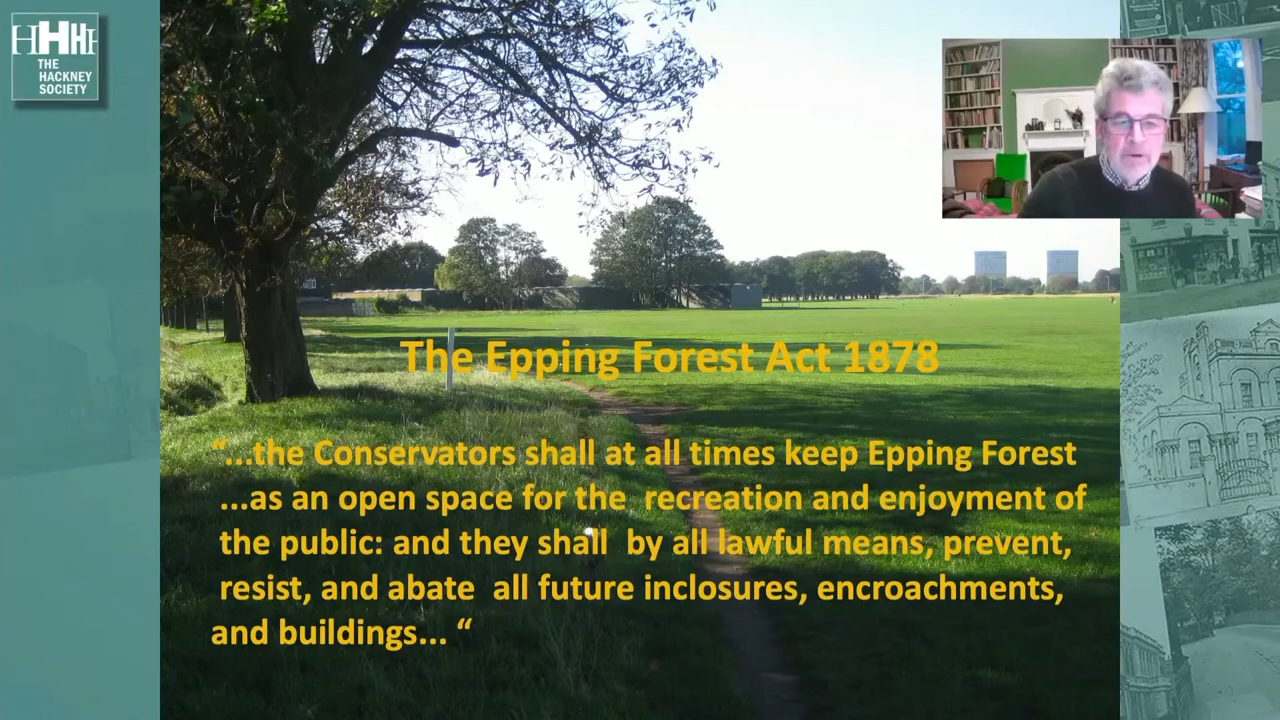 THE
HACKNEY
SOCIETY
The Epping Forest Act 1878
“...the Conservators shall at all times keep Epping Forest
...as an open space for the recreation and enjoyment of
the public: and they shall by all lawful means, prevent,
resist, and abate all future inclosures, encroachments,
and buildings... “